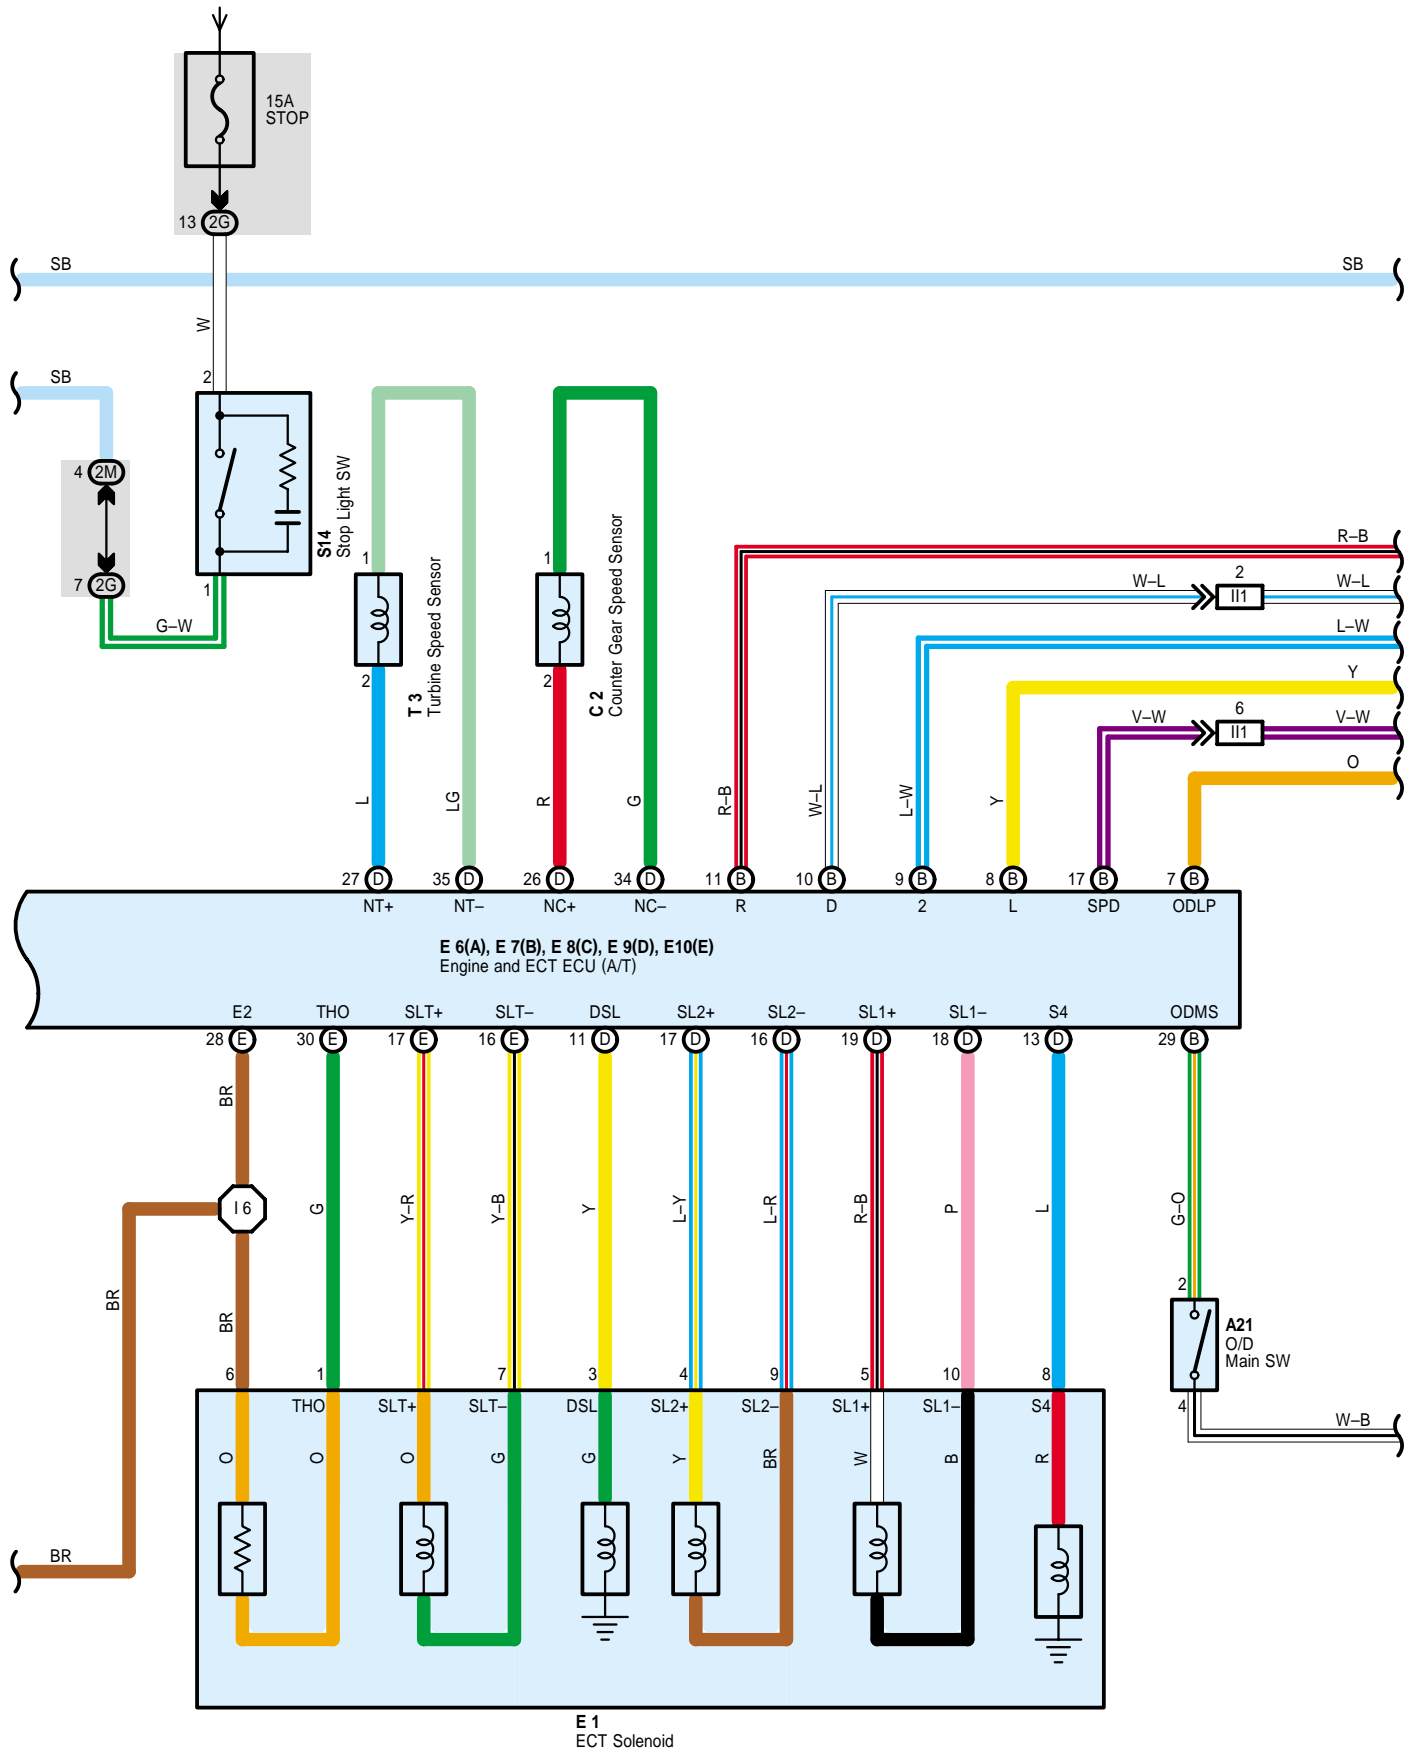 15A
STOP
13 2G
SB SB
W
SB
2
4 2M
7 2G
G–W
1
S14
Stop Light SW
1
2
T 3
Turbine Speed Sensor
1
2
C 2
Counter Gear Speed Sensor
R–B
W–L 2 II1 W–L
L–W
Y
V–W 6 II1 V–W
O
L LG R G R–B W–L L–W Y
27 D 35 D 26 D 34 D 11 B 10 B 9 B 8 B 17 B 7 B
NT+ NT– NC+ NC– R D 2 L SPD ODLP
E 6(A), E 7(B), E 8(C), E 9(D), E10(E)
Engine and ECT ECU (A/T)
E2 THO SLT+ SLT– DSL SL2+ SL2– SL1+ SL1– S4 ODMS
28 E 30 E 17 E 16 E 11 D 17 D 16 D 19 D 18 D 13 D 29 B
BR
I 6
G Y–R Y–B Y L–Y L–R R–B P L G–O
BR BR
2
A21
O/D
Main SW
4
W–B
6 1 7 3 4 9 5 10 8
THO SLT+ SLT– DSL SL2+ SL2– SL1+ SL1– S4
O O O G G Y BR W B R
BR
E 1
ECT Solenoid